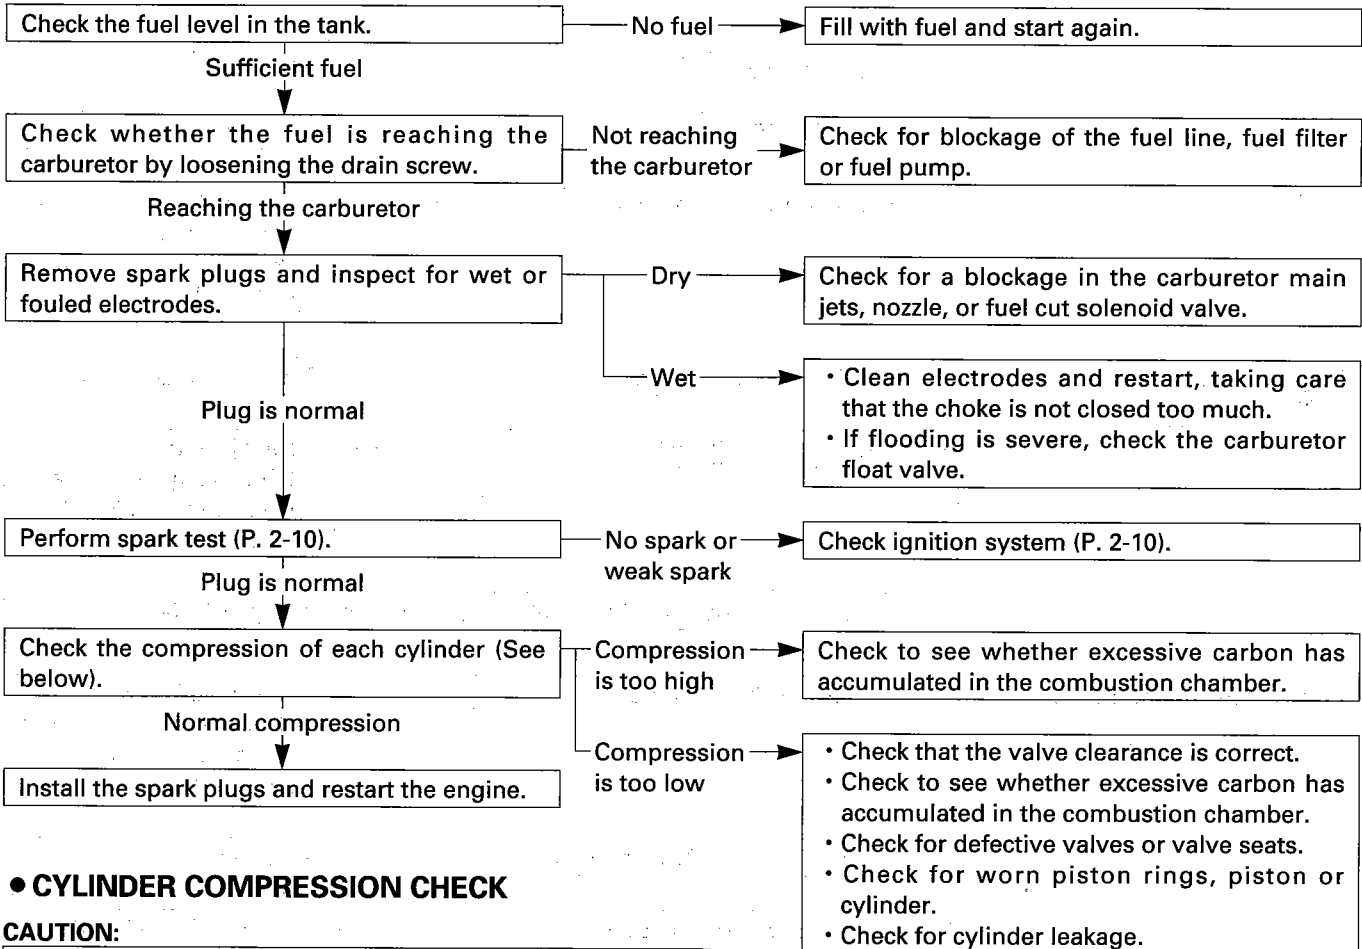 Check the fuel level in the tank.
No fuel
Fill with fuel and start again.
Sufficient fuel
Check whether the fuel is reaching the
carburetor by loosening the drain screw.
Not reaching
the carburetor
Check for blockage of the fuel line, fuel filter
or fuel pump.
Reaching the carburetor
Remove spark plugs and inspect for wet or
fouled electrodes.
Dry
Check for a blockage in the carburetor main
jets, nozzle, or fuel cut solenoid valve.
Wet
• Clean electrodes and restart, taking care
that the choke is not closed too much.
• If flooding is severe, check the carburetor
float valve.
Plug is normal
Perform spark test (P. 2-10).
No spark or
weak spark
Check ignition system (P. 2-10).
Plug is normal
Check the compression of each cylinder (See
below).
Compression
is too high
Check to see whether excessive carbon has
accumulated in the combustion chamber.
Normal compression
Compression
is too low
• Check that the valve clearance is correct.
• Check to see whether excessive carbon has
accumulated in the combustion chamber.
• Check for defective valves or valve seats.
• Check for worn piston rings, piston or
cylinder.
• Check for cylinder leakage.
Install the spark plugs and restart the engine.
• CYLINDER COMPRESSION CHECK
CAUTION: